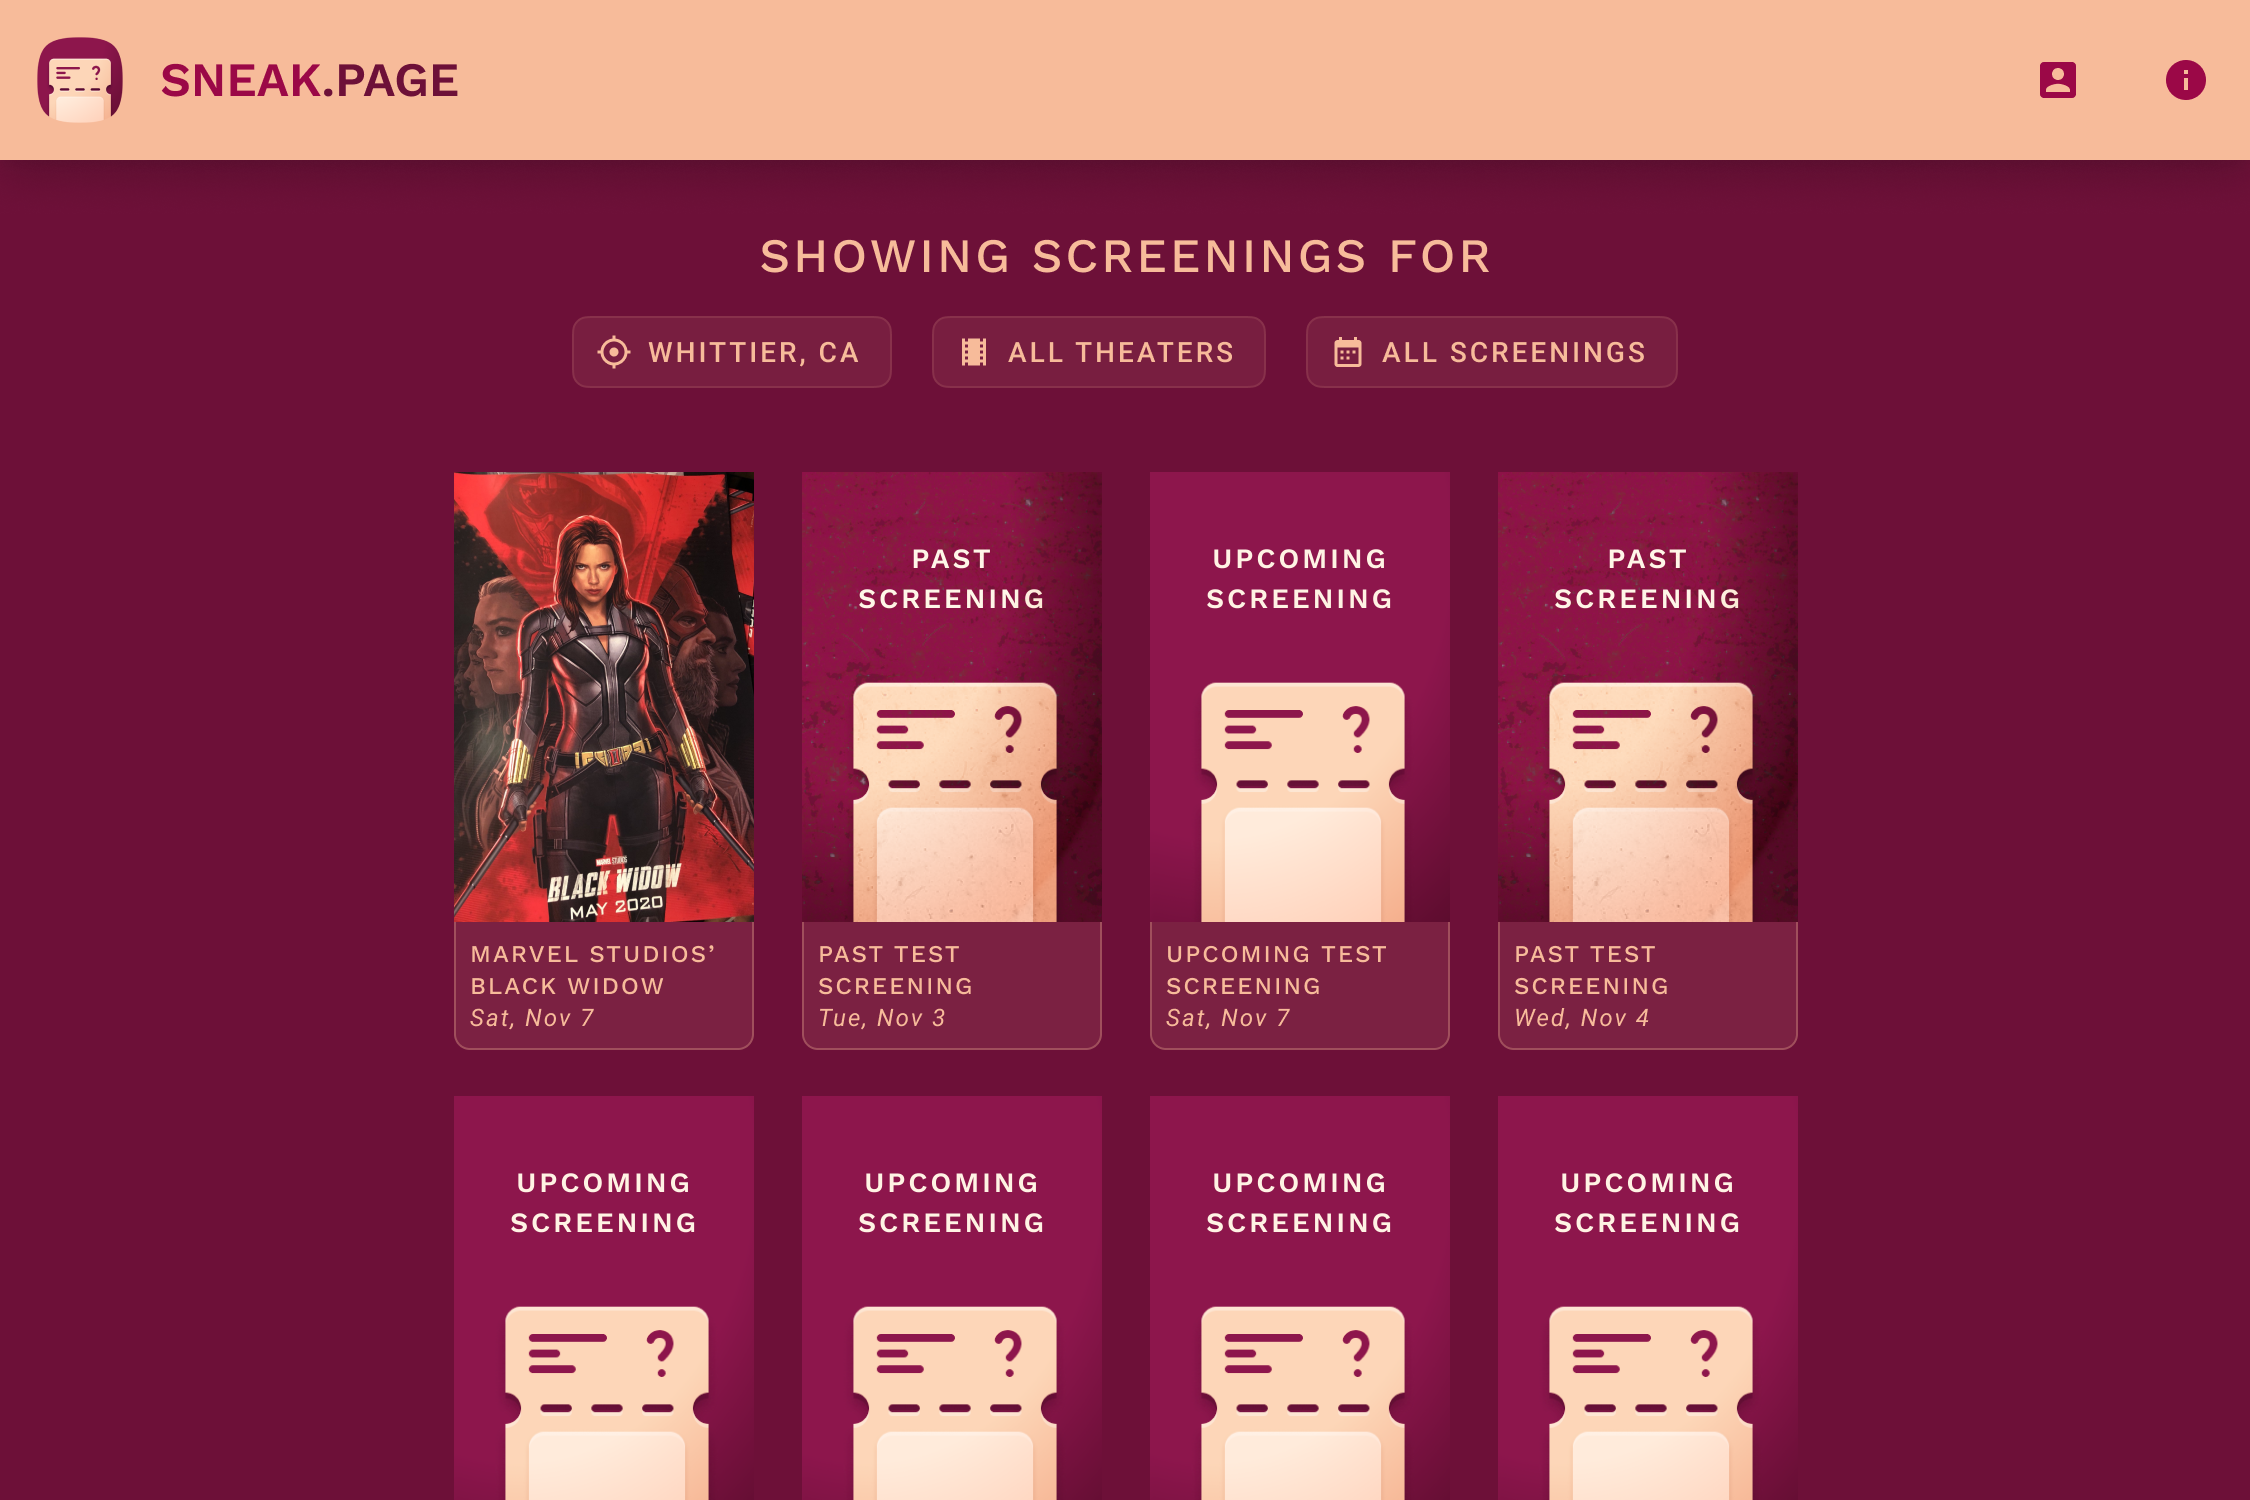 SNEAK.PAGE
SHOWING SCREENINGS FOR
WHITTIER, CA
ALL THEATERS
ALL SCREENINGS
MARVEL STUDIOS
BLACK WIDOW
MAY 2020
MARVEL STUDIOS’
BLACK WIDOW
Sat, Nov 7
PAST
SCREENING
?
PAST TEST
SCREENING
Tue, Nov 3
UPCOMING
SCREENING
?
UPCOMING TEST
SCREENING
Sat, Nov 7
PAST
SCREENING
?
PAST TEST
SCREENING
Wed, Nov 4
UPCOMING
SCREENING
?
UPCOMING
SCREENING
?
UPCOMING
SCREENING
?
UPCOMING
SCREENING
?